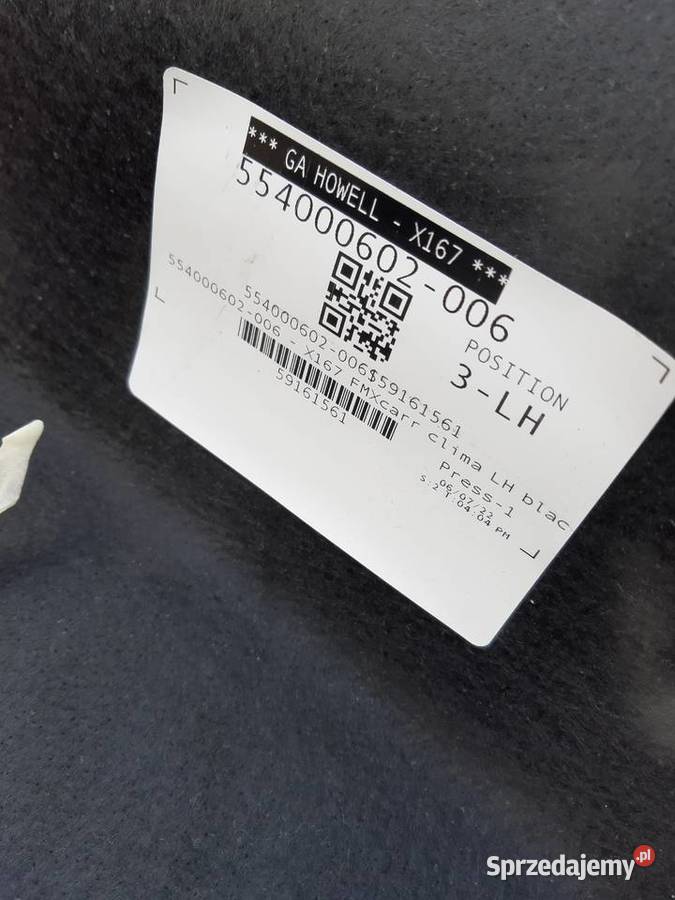 *** GA HOWELL - X167 ***
554000602-006
POSITION
3-LH
554000602-006$59161561
554000602-006 - X167 FMXcarr clima LH blac
59161561
Press-1
06/07/22
S:2 1:04:04 PM
Sprzedajemy.pl